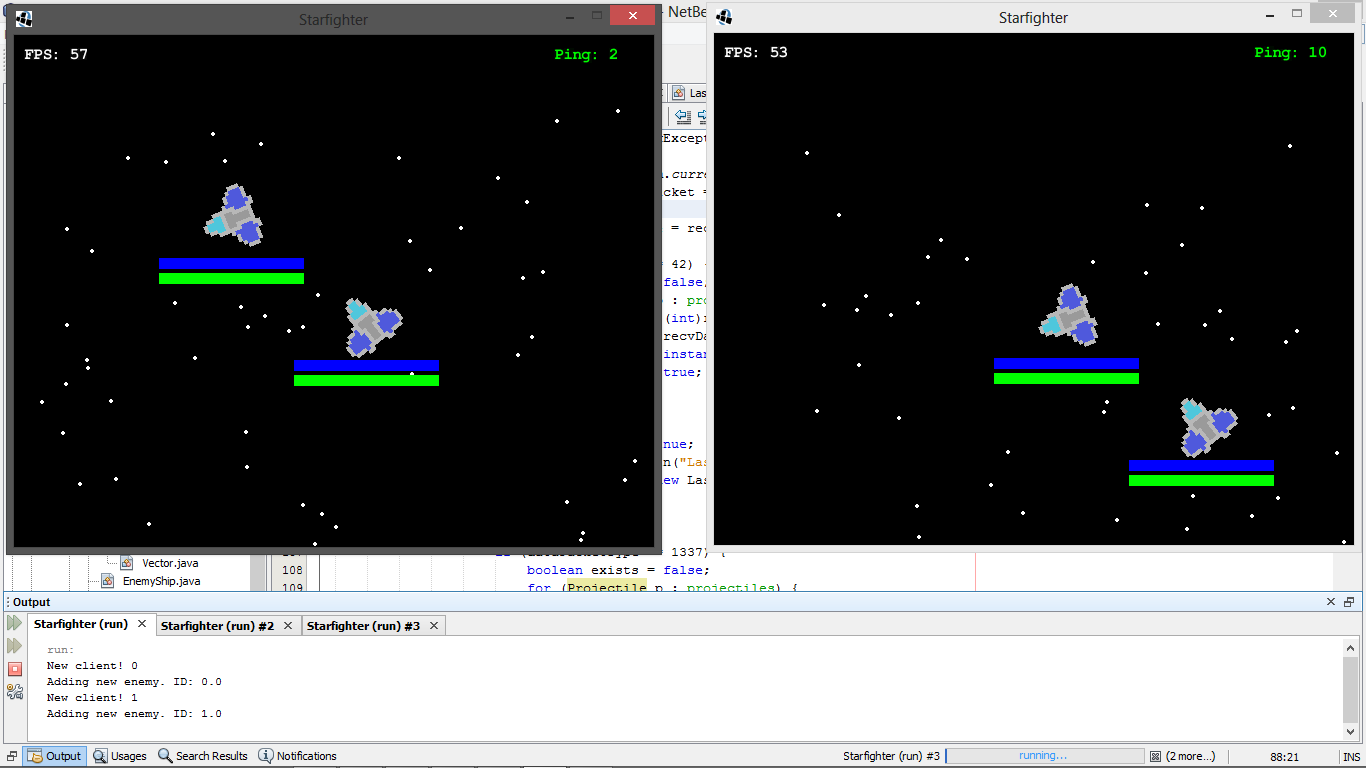 Starfighter
FPS: 57
Ping: 2
Starfighter
FPS: 53
Ping: 10
- NetBe
Las
Except
.curre
cket =
= rec
= 42) {
false;
: pro
(int)
recvDa
instan
true;
nue;
n("Las
ew Las
= 1337) {
108 boolean exists = false;
109 for (Projectile p : projectiles) {
Vector.java
EnemyShip.java
Output
Starfighter (run)
Starfighter (run) #2
Starfighter (run) #3
run:
New client! 0
Adding new enemy. ID: 0.0
New client! 1
Adding new enemy. ID: 1.0
Output
Usages
Search Results
Notifications
Starfighter (run) #3
running...
(2 more...)
88:21
INS